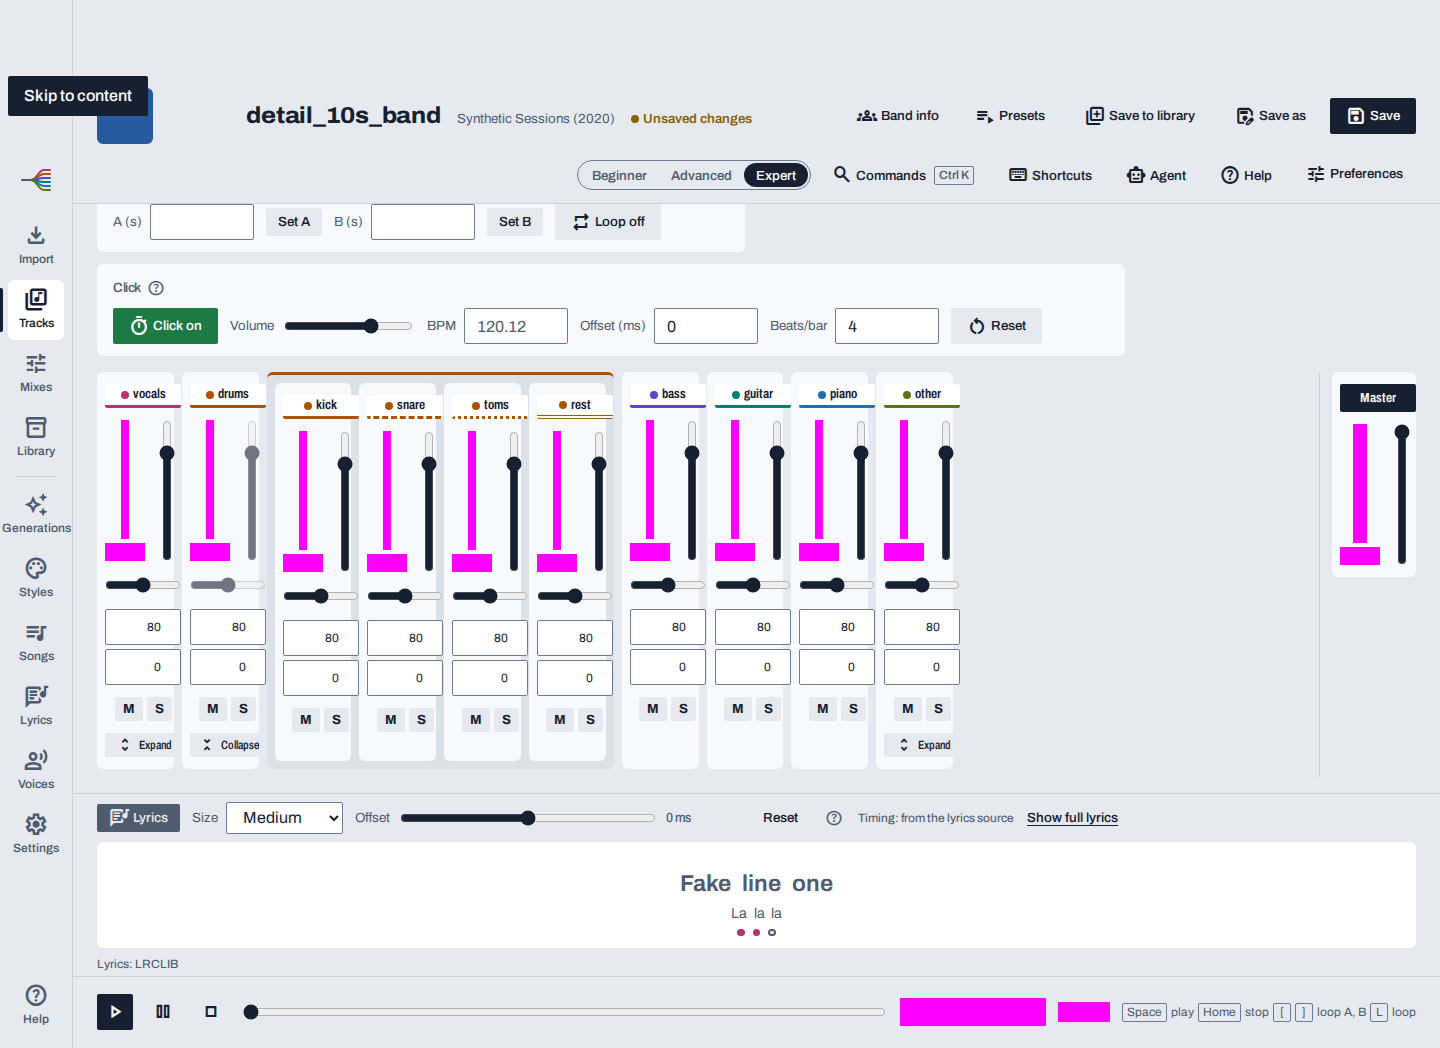 Skip to content
detail_10s_band
Synthetic Sessions (2020)
Unsaved changes
Band info
Presets
Save to library
Save as
Save
Beginner
Advanced
Expert
Commands
Ctrl K
Shortcuts
Agent
Help
Preferences
Import
Tracks
Mixes
Library
Generations
Styles
Songs
Lyrics
Voices
Settings
Help
A (s)
Set A
B (s)
Set B
Loop off
Click
Click on
Volume
BPM
120.12
Offset (ms)
0
Beats/bar
4
Reset
vocals
drums
kick
snare
toms
rest
bass
guitar
piano
other
Master
80
80
80
80
80
80
80
80
80
80
0
0
0
0
0
0
0
0
0
0
M S
M S
M S
M S
M S
M S
M S
M S
M S
M S
Expand
Collapse
Expand
Lyrics
Size
Medium
Offset
0 ms
Reset
Timing: from the lyrics source
Show full lyrics
Fake line one
La la la
Lyrics: LRCLIB
Space play Home stop [ ] loop A, B L loop